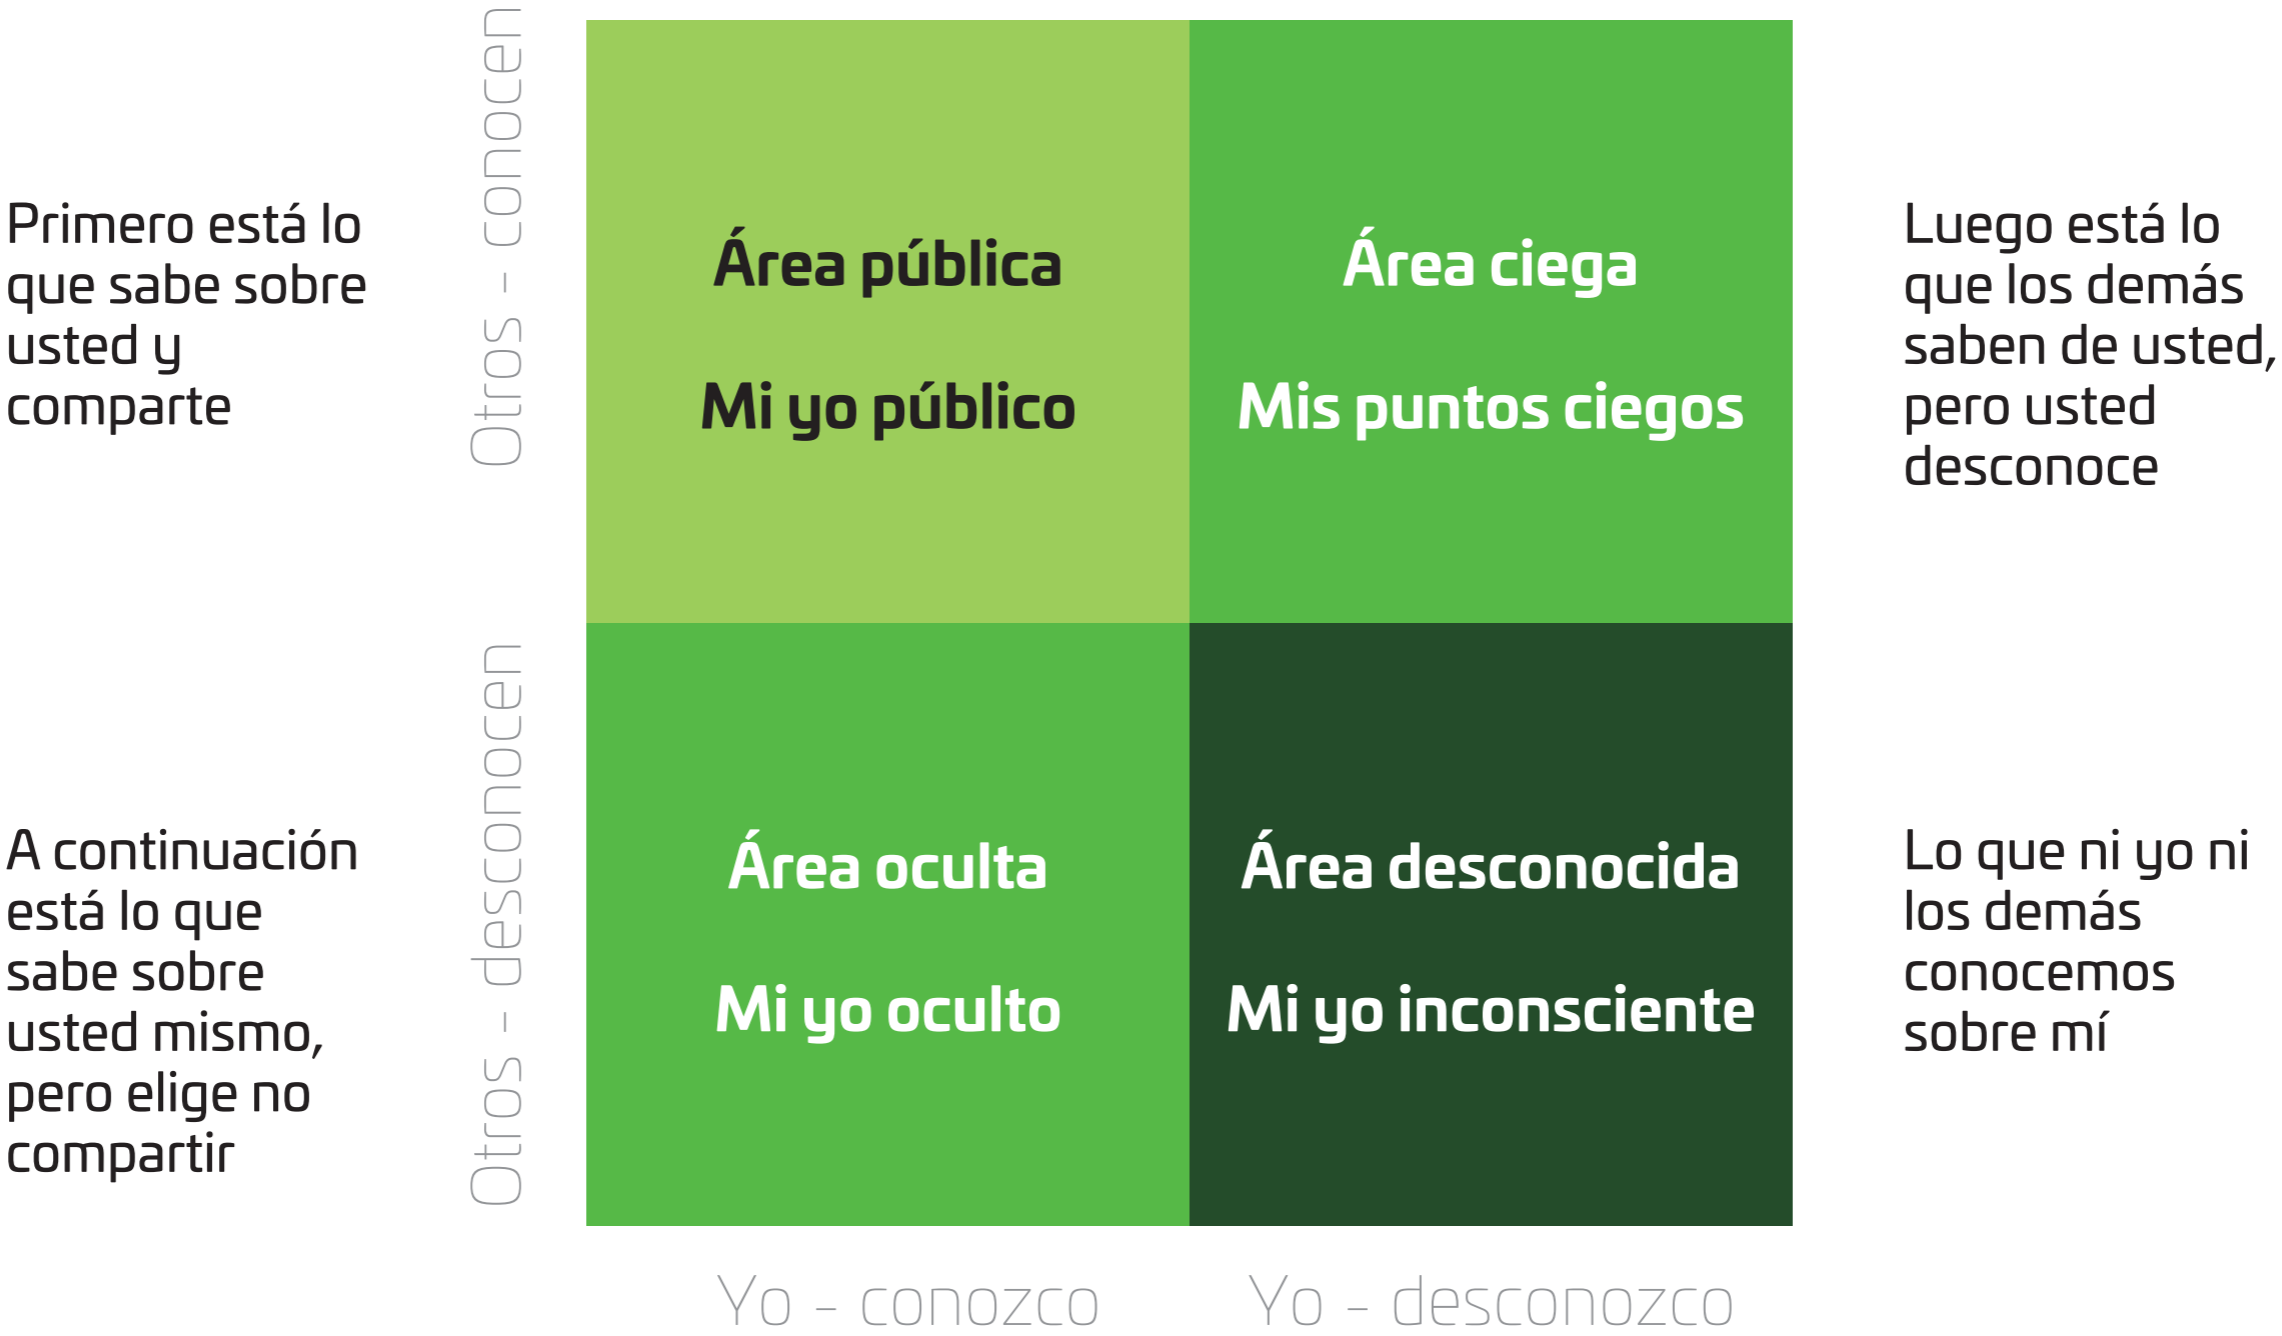 Primero está lo
que sabe sobre
usted y
comparte
Otros - conocen
Área pública
Mi yo público
Área ciega
Mis puntos ciegos
Luego está lo
que los demás
saben de usted,
pero usted
desconoce
A continuación
está lo que
sabe sobre
usted mismo,
pero elige no
compartir
Otros - desconocen
Área oculta
Mi yo oculto
Área desconocida
Mi yo inconsciente
Lo que ni yo ni
los demás
conocemos
sobre mí
Yo - conozco
Yo - desconozco